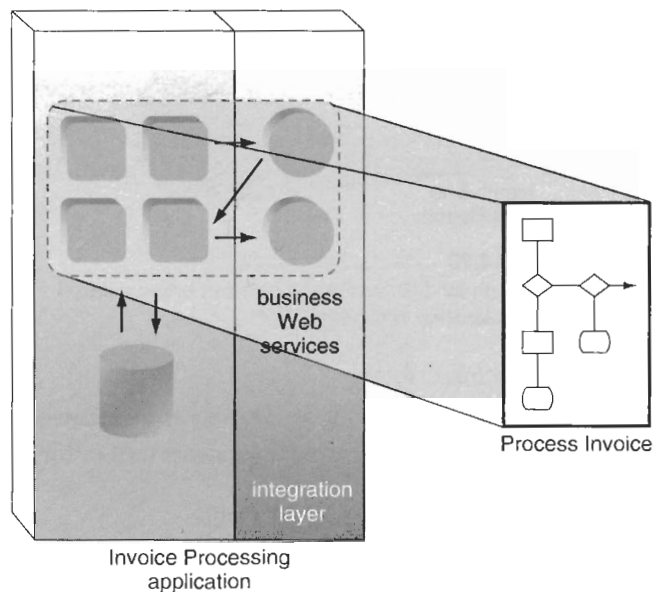 business
Web
services
Process Invoice
integration
layer
Invoice Processing
application